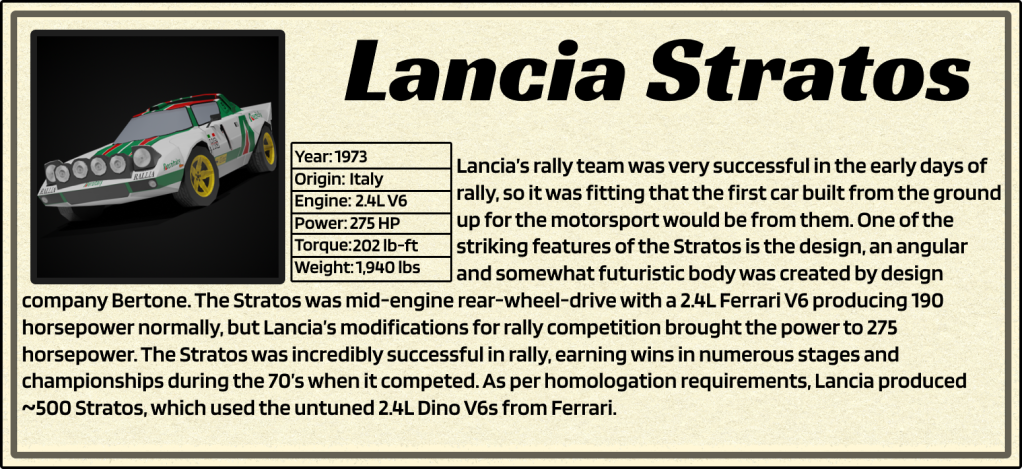 Lancia Stratos
Year: 1973
Origin: Italy
Engine: 2.4L V6
Power: 275 HP
Torque: 202 lb-ft
Weight: 1,940 lbs
Lancia's rally team was very successful in the early days of
rally, so it was fitting that the first car built from the ground
up for the motorsport would be from them. One of the
striking features of the Stratos is the design, an angular
and somewhat futuristic body was created by design
company Bertone. The Stratos was mid-engine rear-wheel-drive with a 2.4L Ferrari V6 producing 190
horsepower normally, but Lancia's modifications for rally competition brought the power to 275
horsepower. The Stratos was incredibly successful in rally, earning wins in numerous stages and
championships during the 70's when it competed. As per homologation requirements, Lancia produced
~500 Stratos, which used the untuned 2.4L Dino V6s from Ferrari.